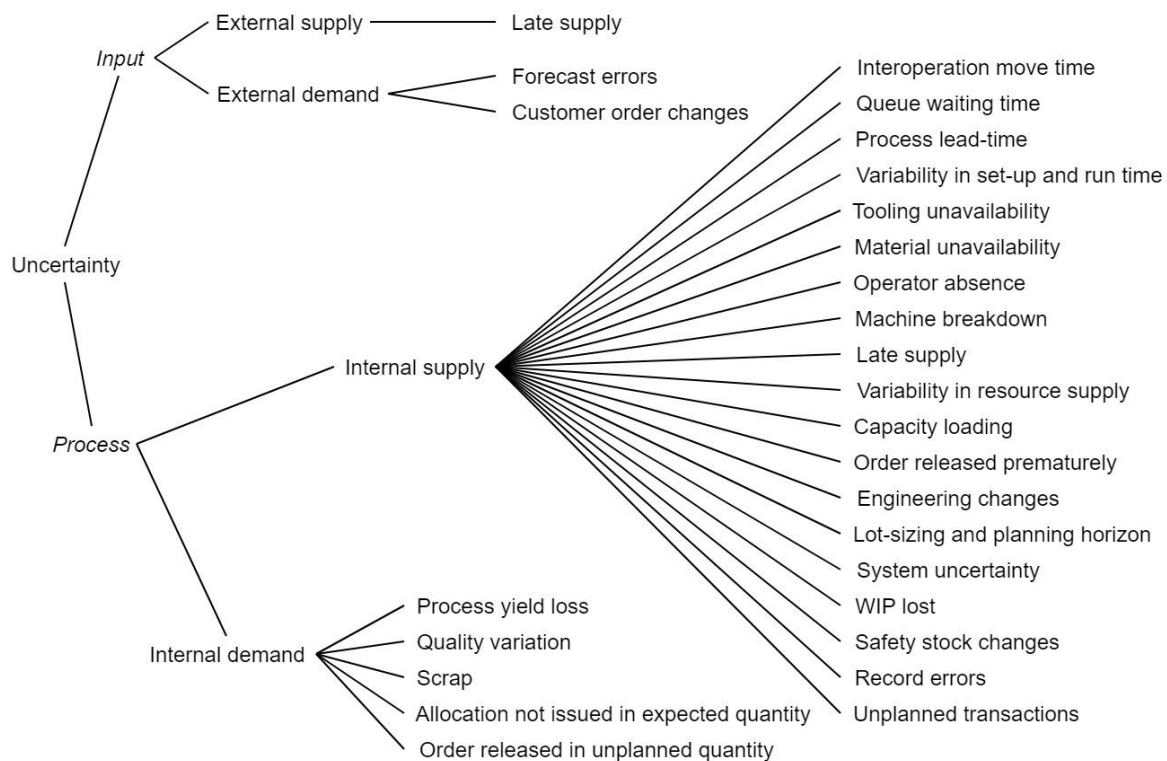 Uncertainty
Input
External supply
Late supply
External demand
Forecast errors
Customer order changes
Process
Internal supply
Interoperation move time
Queue waiting time
Process lead-time
Variability in set-up and run time
Tooling unavailability
Material unavailability
Operator absence
Machine breakdown
Late supply
Variability in resource supply
Capacity loading
Order released prematurely
Engineering changes
Lot-sizing and planning horizon
System uncertainty
WIP lost
Safety stock changes
Record errors
Unplanned transactions
Internal demand
Process yield loss
Quality variation
Scrap
Allocation not issued in expected quantity
Order released in unplanned quantity